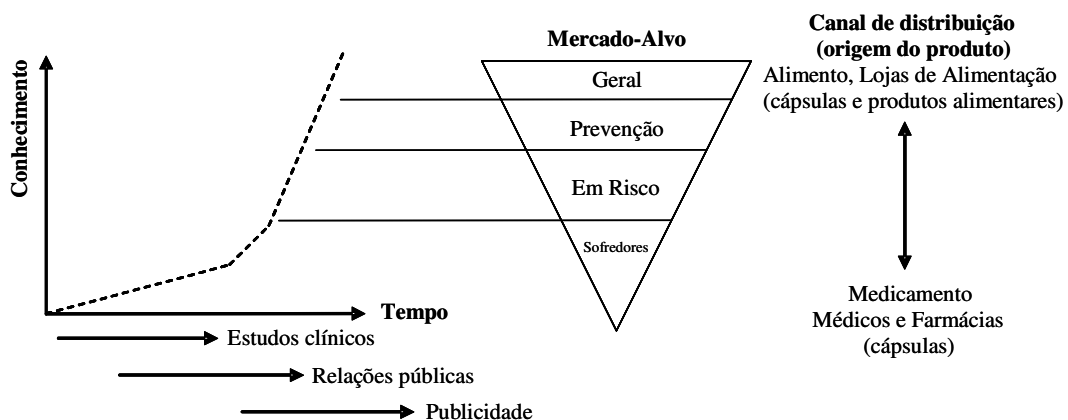 Conhecimento
Tempo
Estudos clínicos
Relações públicas
Publicidade
Mercado-Alvo
Geral
Prevenção
Em Risco
Sofredores
Canal de distribuição
(origem do produto)
Alimento, Lojas de Alimentação
(cápsulas e produtos alimentares)
Medicamento
Médicos e Farmácias
(cápsulas)